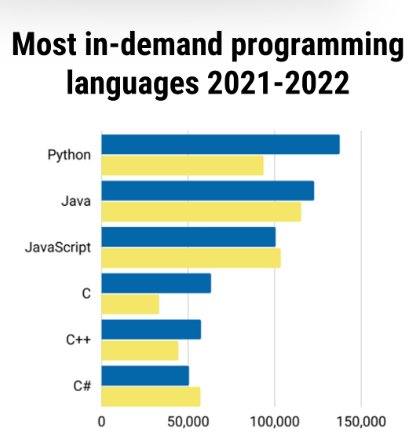 Most in-demand programming
languages 2021-2022
Python
Java
JavaScript
C
C++
C#
0 50,000 100,000 150,000